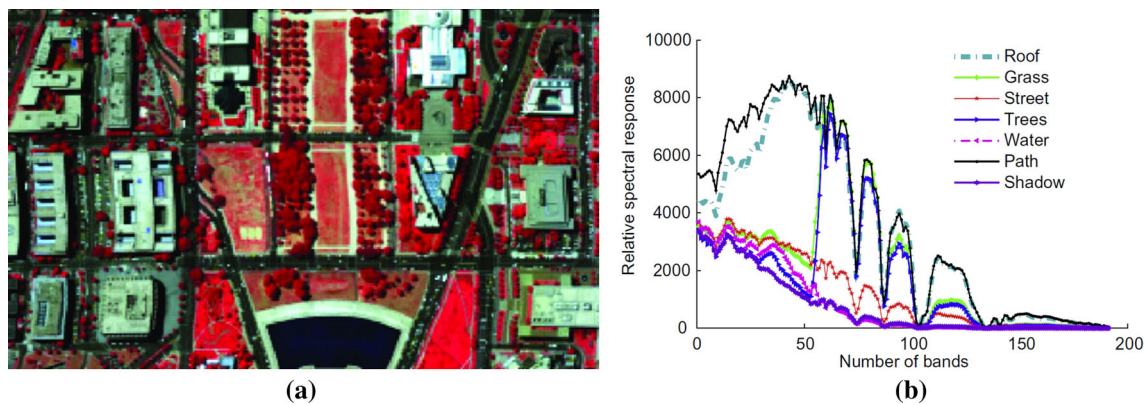 10000
8000
6000
4000
2000
0
Relative spectral response
Roof
Grass
Street
Trees
Water
Path
Shadow
0 50 100 150 200
Number of bands
(a) (b)